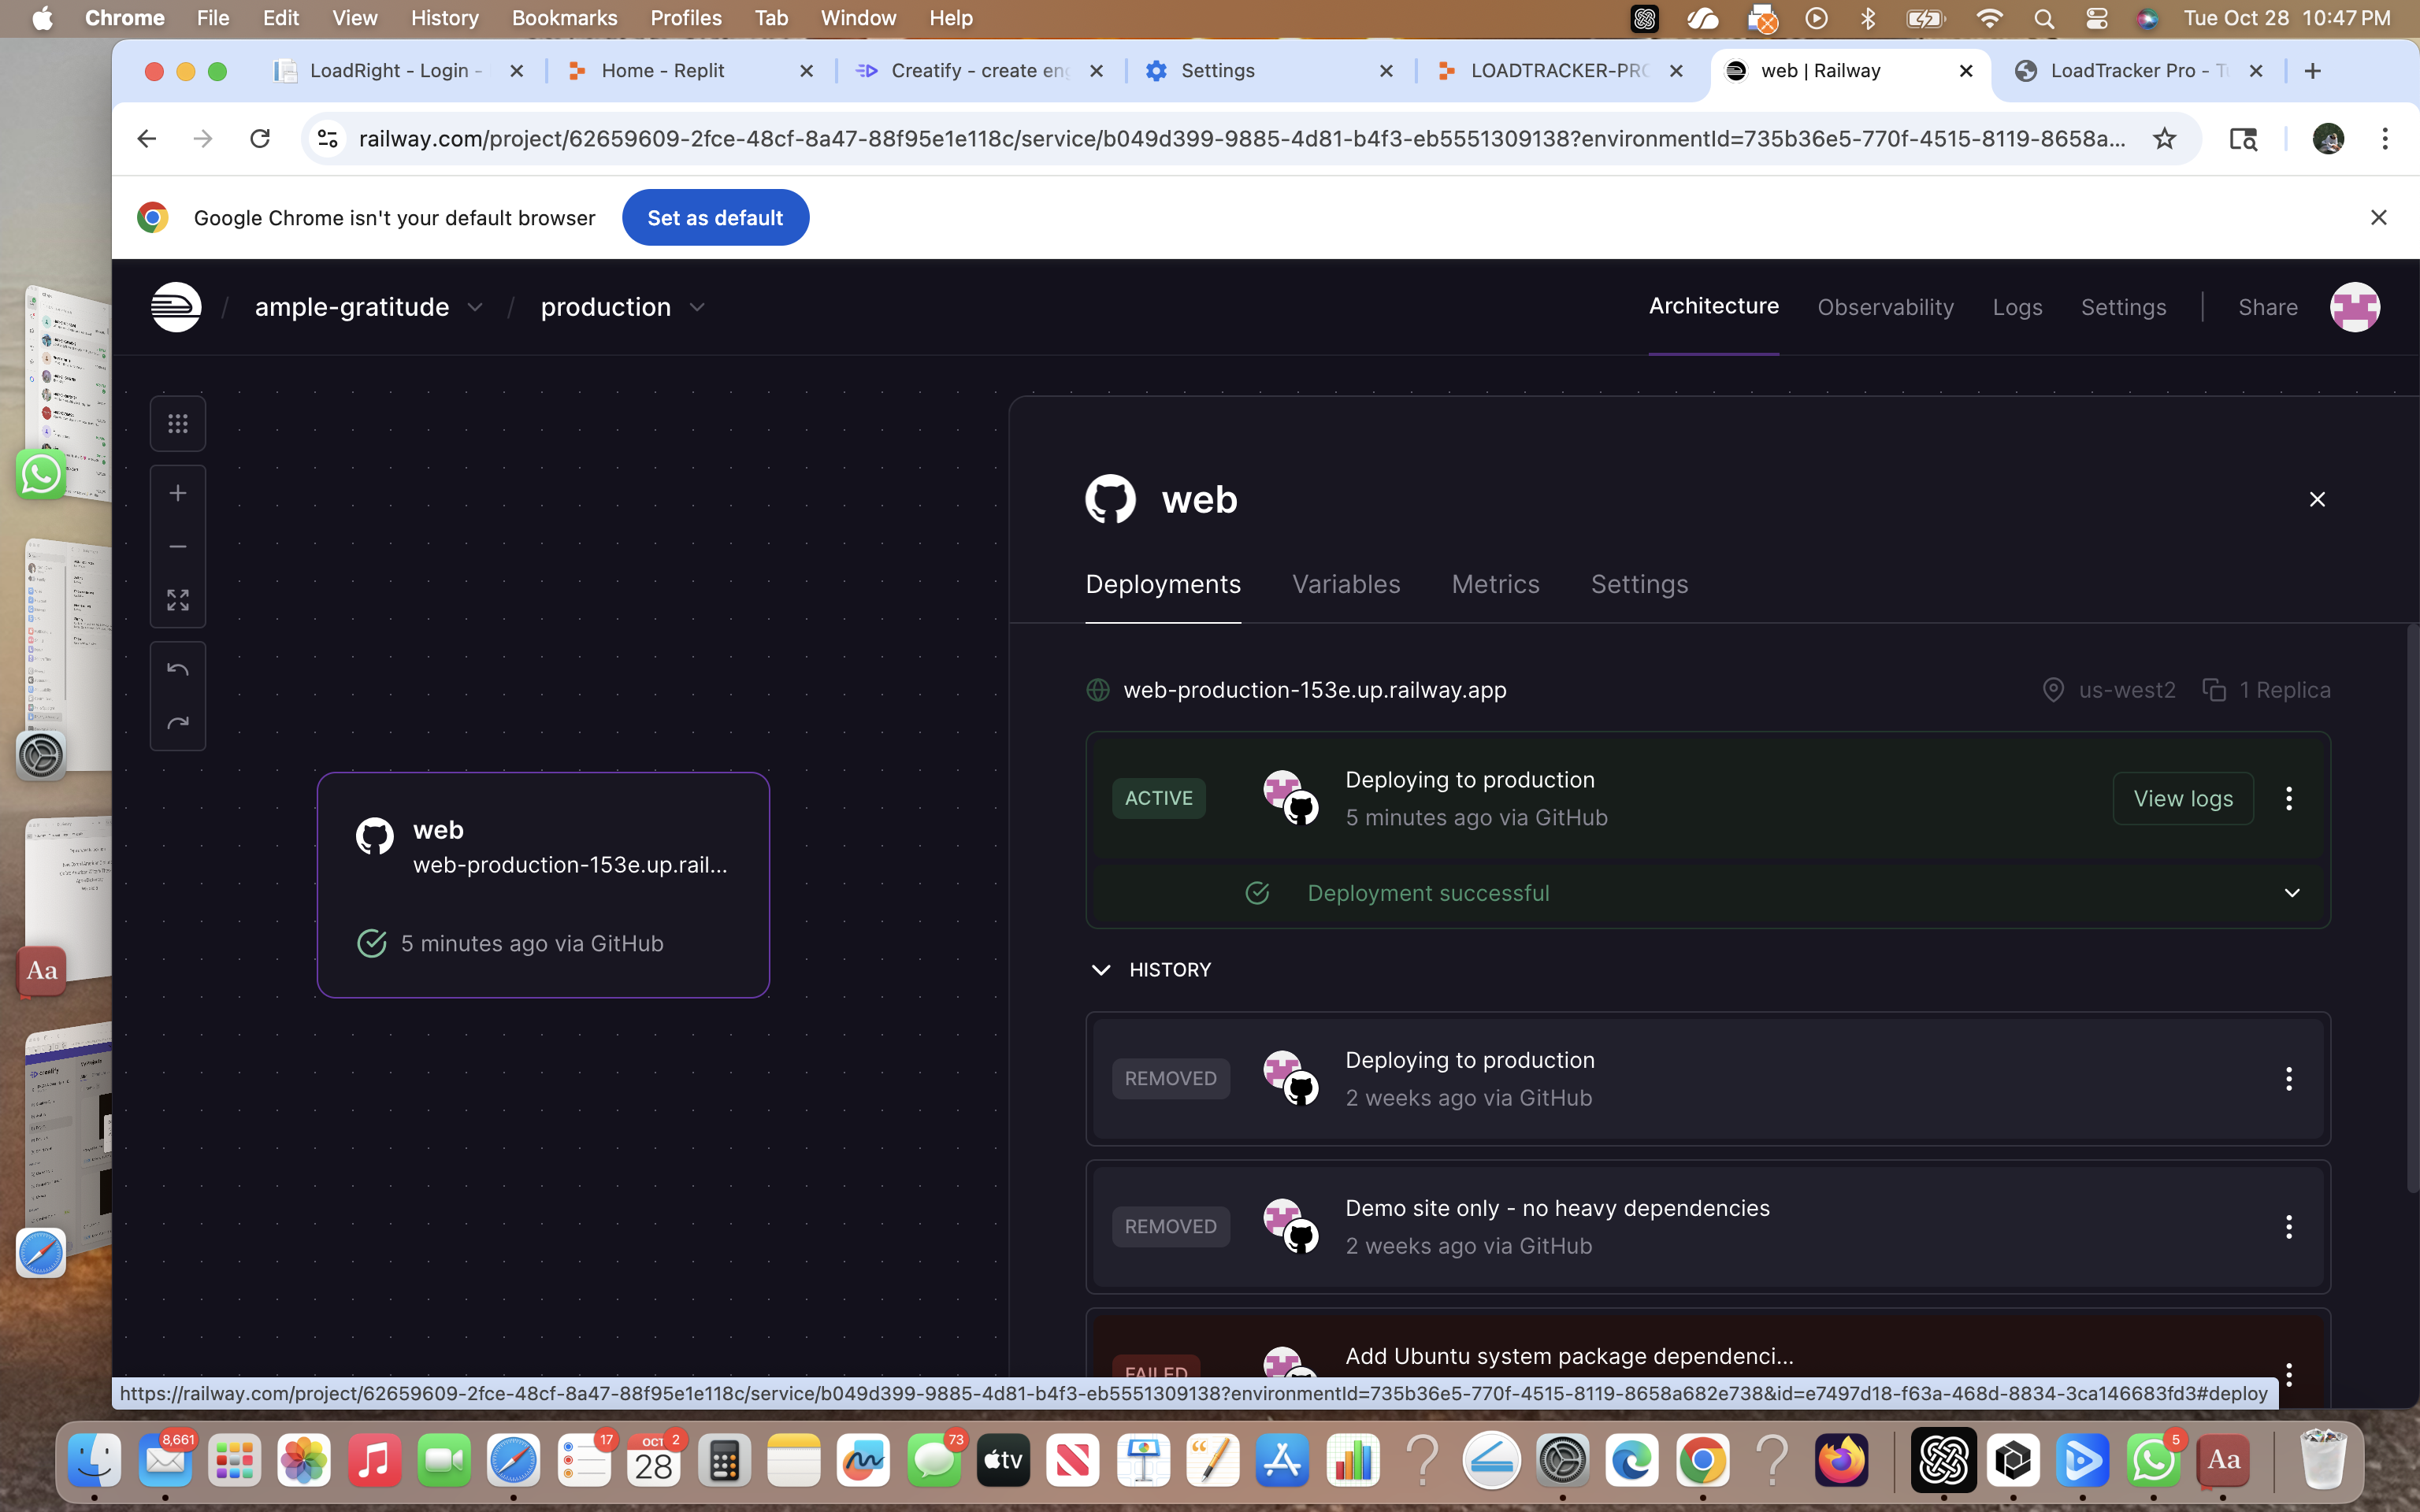 Chrome File Edit View History Bookmarks Profiles Tab Window Help Tue Oct 28 10:47 PM
LoadRight - Login - Home - Replit Creatify - create en Settings LOADTRACKER-PR web | Railway LoadTracker Pro - T
railway.com/project/62659609-2fce-48cf-8a47-88f95e1e118c/service/b049d399-9885-4d81-b4f3-eb5551309138?environmentId=735b36e5-770f-4515-8119-8658a...
Google Chrome isn't your default browser Set as default
/ ample-gratitude / production Architecture Observability Logs Settings | Share
web
Deployments Variables Metrics Settings
web-production-153e.up.railway.app us-west2 1 Replica
ACTIVE Deploying to production View logs
5 minutes ago via GitHub
Deployment successful
web
web-production-153e.up.rail...
5 minutes ago via GitHub
HISTORY
REMOVED Deploying to production
2 weeks ago via GitHub
REMOVED Demo site only - no heavy dependencies
2 weeks ago via GitHub
FAILED Add Ubuntu system package dependenci...
https://railway.com/project/62659609-2fce-48cf-8a47-88f95e1e118c/service/b049d399-9885-4d81-b4f3-eb5551309138?environmentId=735b36e5-770f-4515-8119-8658a682e738&id=e7497d18-f63a-468d-8834-3ca146683fd3#deploy
Aa
8,661 17 OCT 2 73 5
28 tv Aa